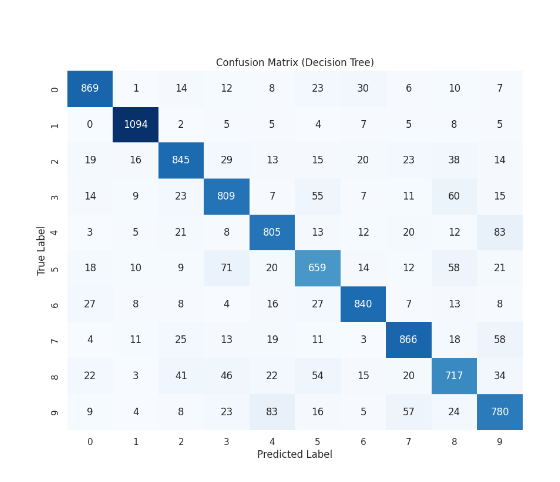 Confusion Matrix (Decision Tree)
0 869 1 14 12 8 23 30 6 10 7
1 0 1094 2 5 5 4 7 5 8 5
2 19 16 845 29 13 15 20 23 38 14
3 14 9 23 809 7 55 7 11 60 15
4 3 5 21 8 805 13 12 20 12 83
5 18 10 9 71 20 659 14 12 58 21
6 27 8 8 4 16 27 840 7 13 8
7 4 11 25 13 19 11 3 866 18 58
8 22 3 41 46 22 54 15 20 717 34
9 9 4 8 23 83 16 5 57 24 780
0 1 2 3 4 5 6 7 8 9
Predicted Label
True Label